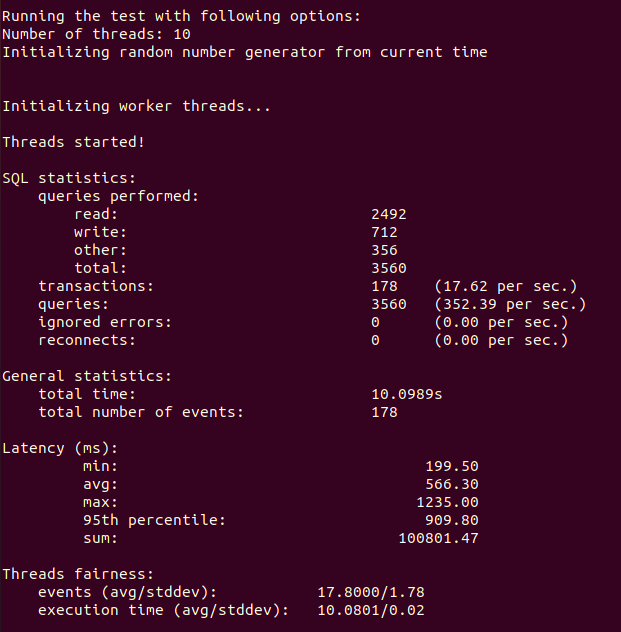 Running the test with following options:
Number of threads: 10
Initializing random number generator from current time
Initializing worker threads...
Threads started!
SQL statistics:
queries performed:
read: 2492
write: 712
other: 356
total: 3560
transactions: 178 (17.62 per sec.)
queries: 3560 (352.39 per sec.)
ignored errors: 0 (0.00 per sec.)
reconnects: 0 (0.00 per sec.)
General statistics:
total time: 10.0989s
total number of events: 178
Latency (ms):
min: 199.50
avg: 566.30
max: 1235.00
95th percentile: 909.80
sum: 100801.47
Threads fairness:
events (avg/stddev): 17.8000/1.78
execution time (avg/stddev): 10.0801/0.02